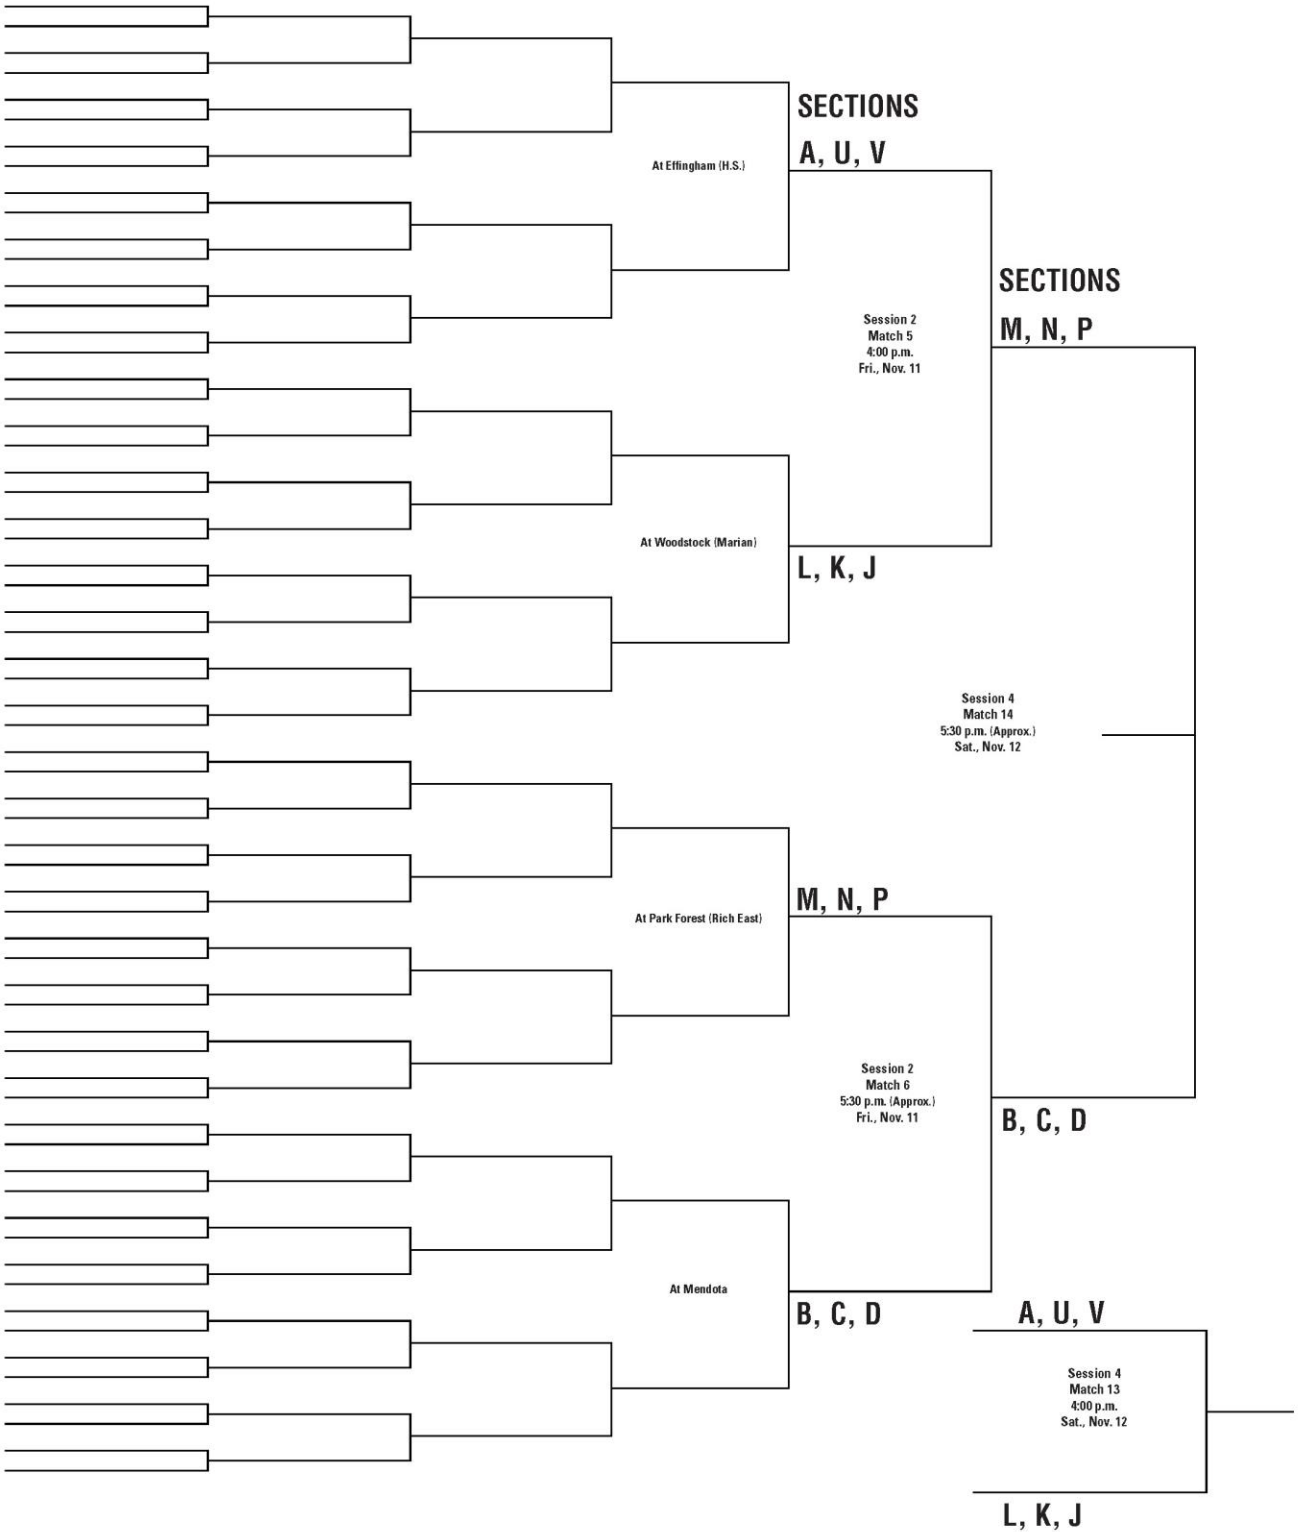 SECTIONS
A, U, V
At Effingham (H.S.)
SECTIONS
M, N, P
Session 2
Match 5
4:00 p.m.
Fri., Nov. 11
At Woodstock (Marian)
L, K, J
Session 4
Match 14
5:30 p.m. (Approx.)
Sat., Nov. 12
M, N, P
At Park Forest (Rich East)
Session 2
Match 6
5:30 p.m. (Approx.)
Fri., Nov. 11
B, C, D
At Mendota
B, C, D
A, U, V
Session 4
Match 13
4:00 p.m.
Sat., Nov. 12
L, K, J